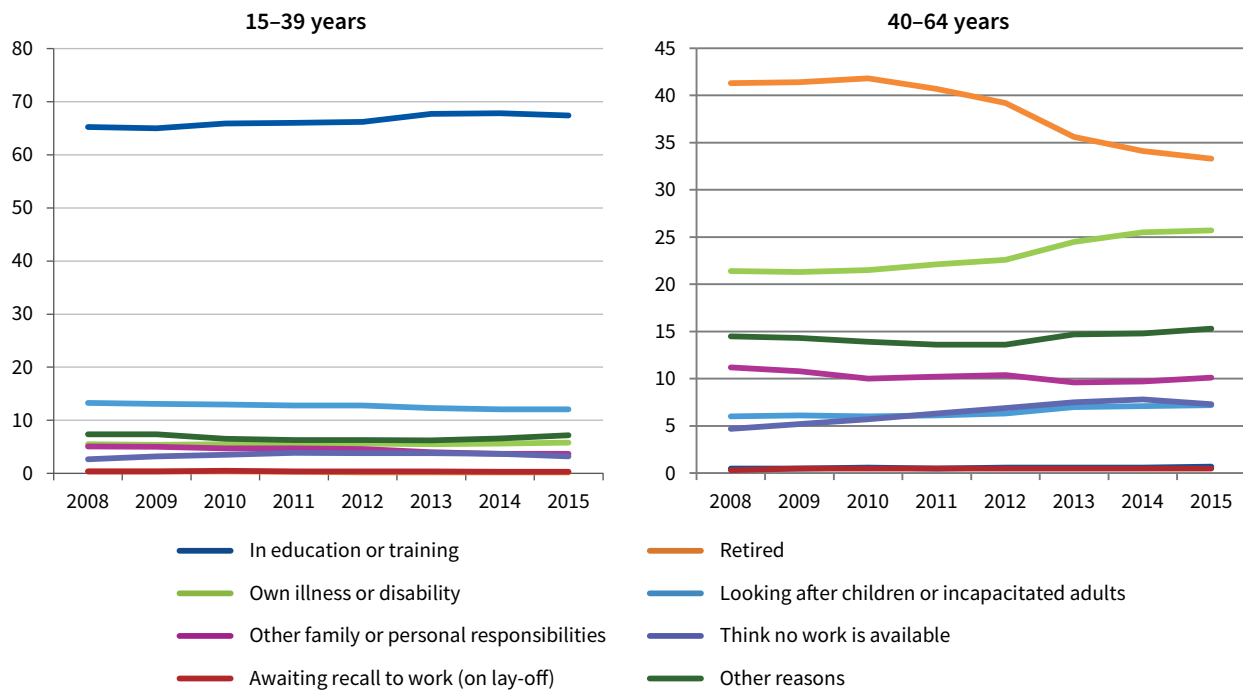 15–39 years
80
70
60
50
40
30
20
10
0
2008 2009 2010 2011 2012 2013 2014 2015
40–64 years
45
40
35
30
25
20
15
10
5
0
2008 2009 2010 2011 2012 2013 2014 2015
In education or training
Retired
Own illness or disability
Looking after children or incapacitated adults
Other family or personal responsibilities
Think no work is available
Awaiting recall to work (on lay-off)
Other reasons